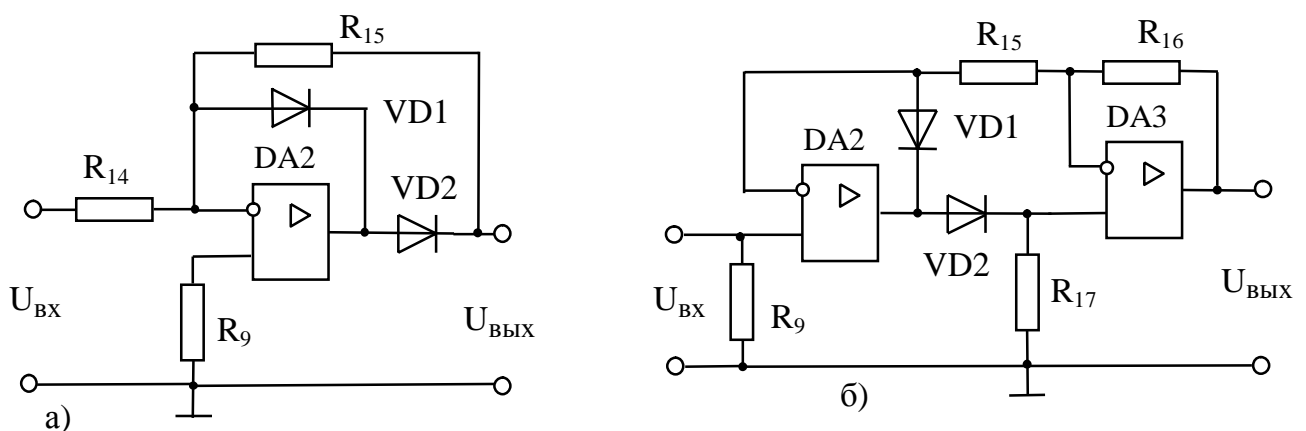 R15
VD1
DA2
R14
VD2
Uвх
R9
Uвых
а)
R15
R16
DA3
VD1
DA2
VD2
Uвх
R9
R17
Uвых
б)